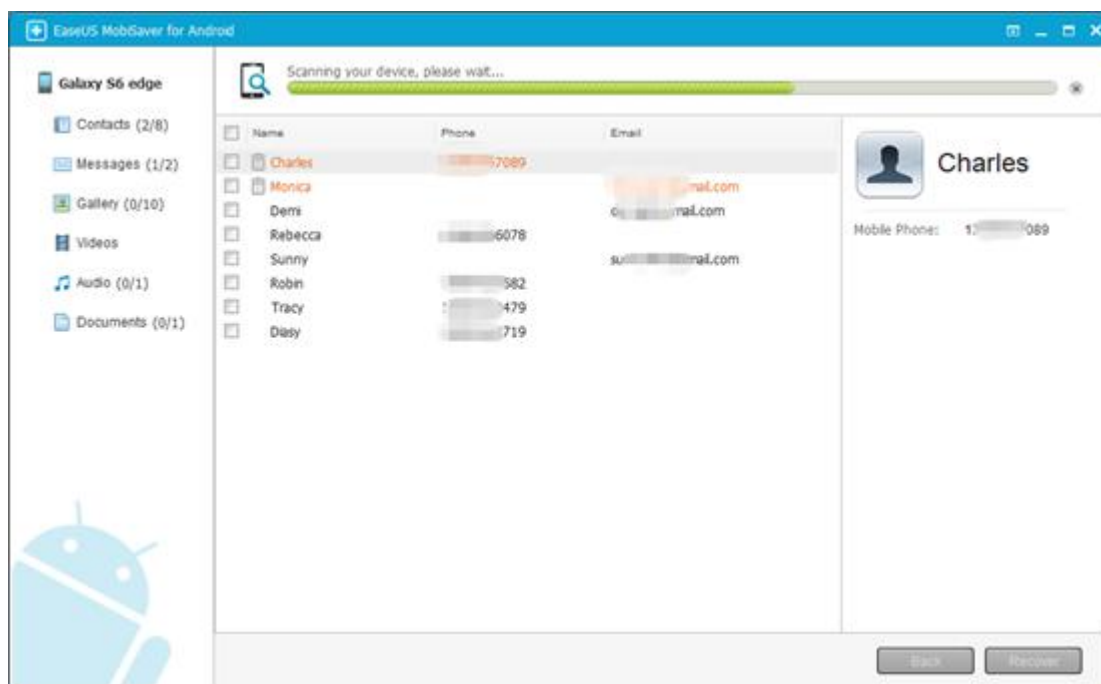 EaseUS MobiSaver for Android
Galaxy S6 edge
Contacts (2/8)
Messages (1/2)
Gallery (0/10)
Videos
Audio (0/1)
Documents (0/1)
Scanning your device, please wait...
Name Phone Email
Charles 7089
Monica mail.com
Demi mail.com
Rebecca 6078
Sunny su mail.com
Robin 582
Tracy 479
Diasy 719
Charles
Mobile Phone: 1 089
Back Recover